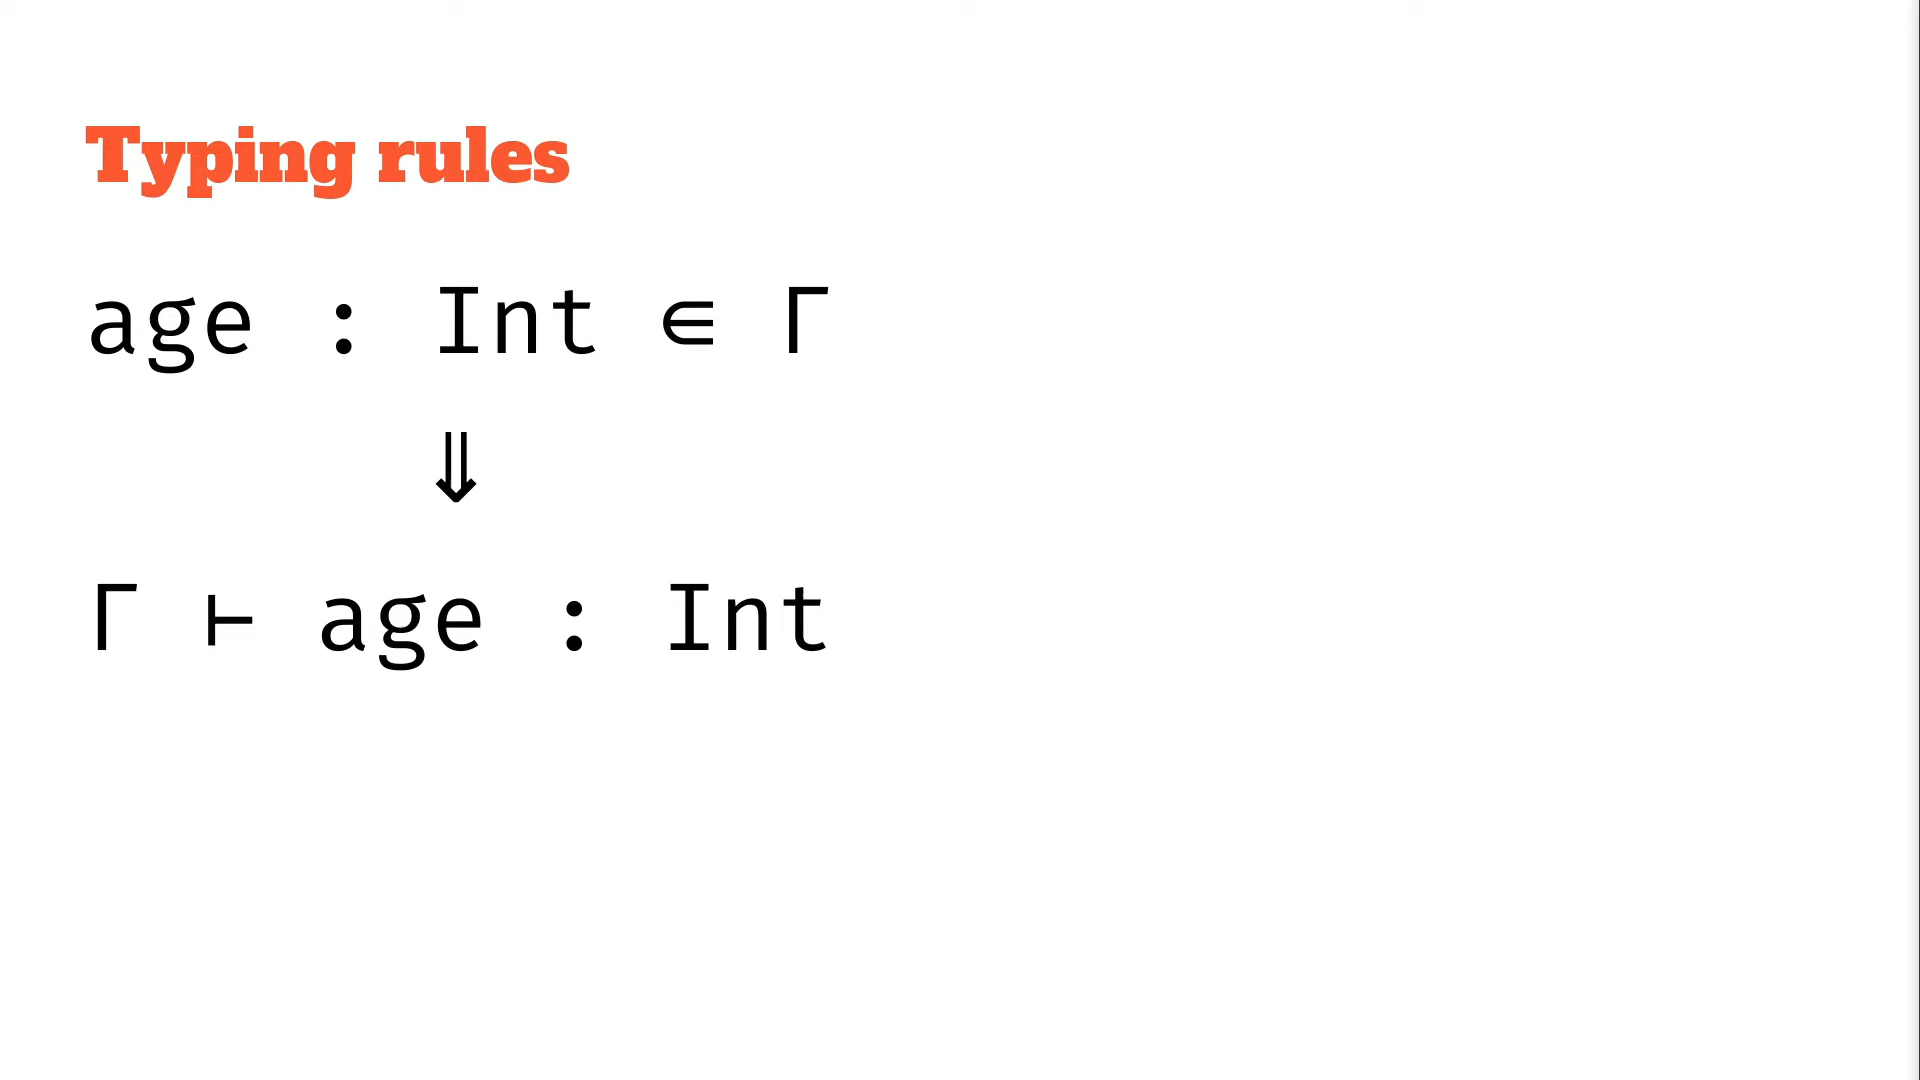 Typing rules
age : Int ∈ Γ
⇓
Γ ⊢ age : Int